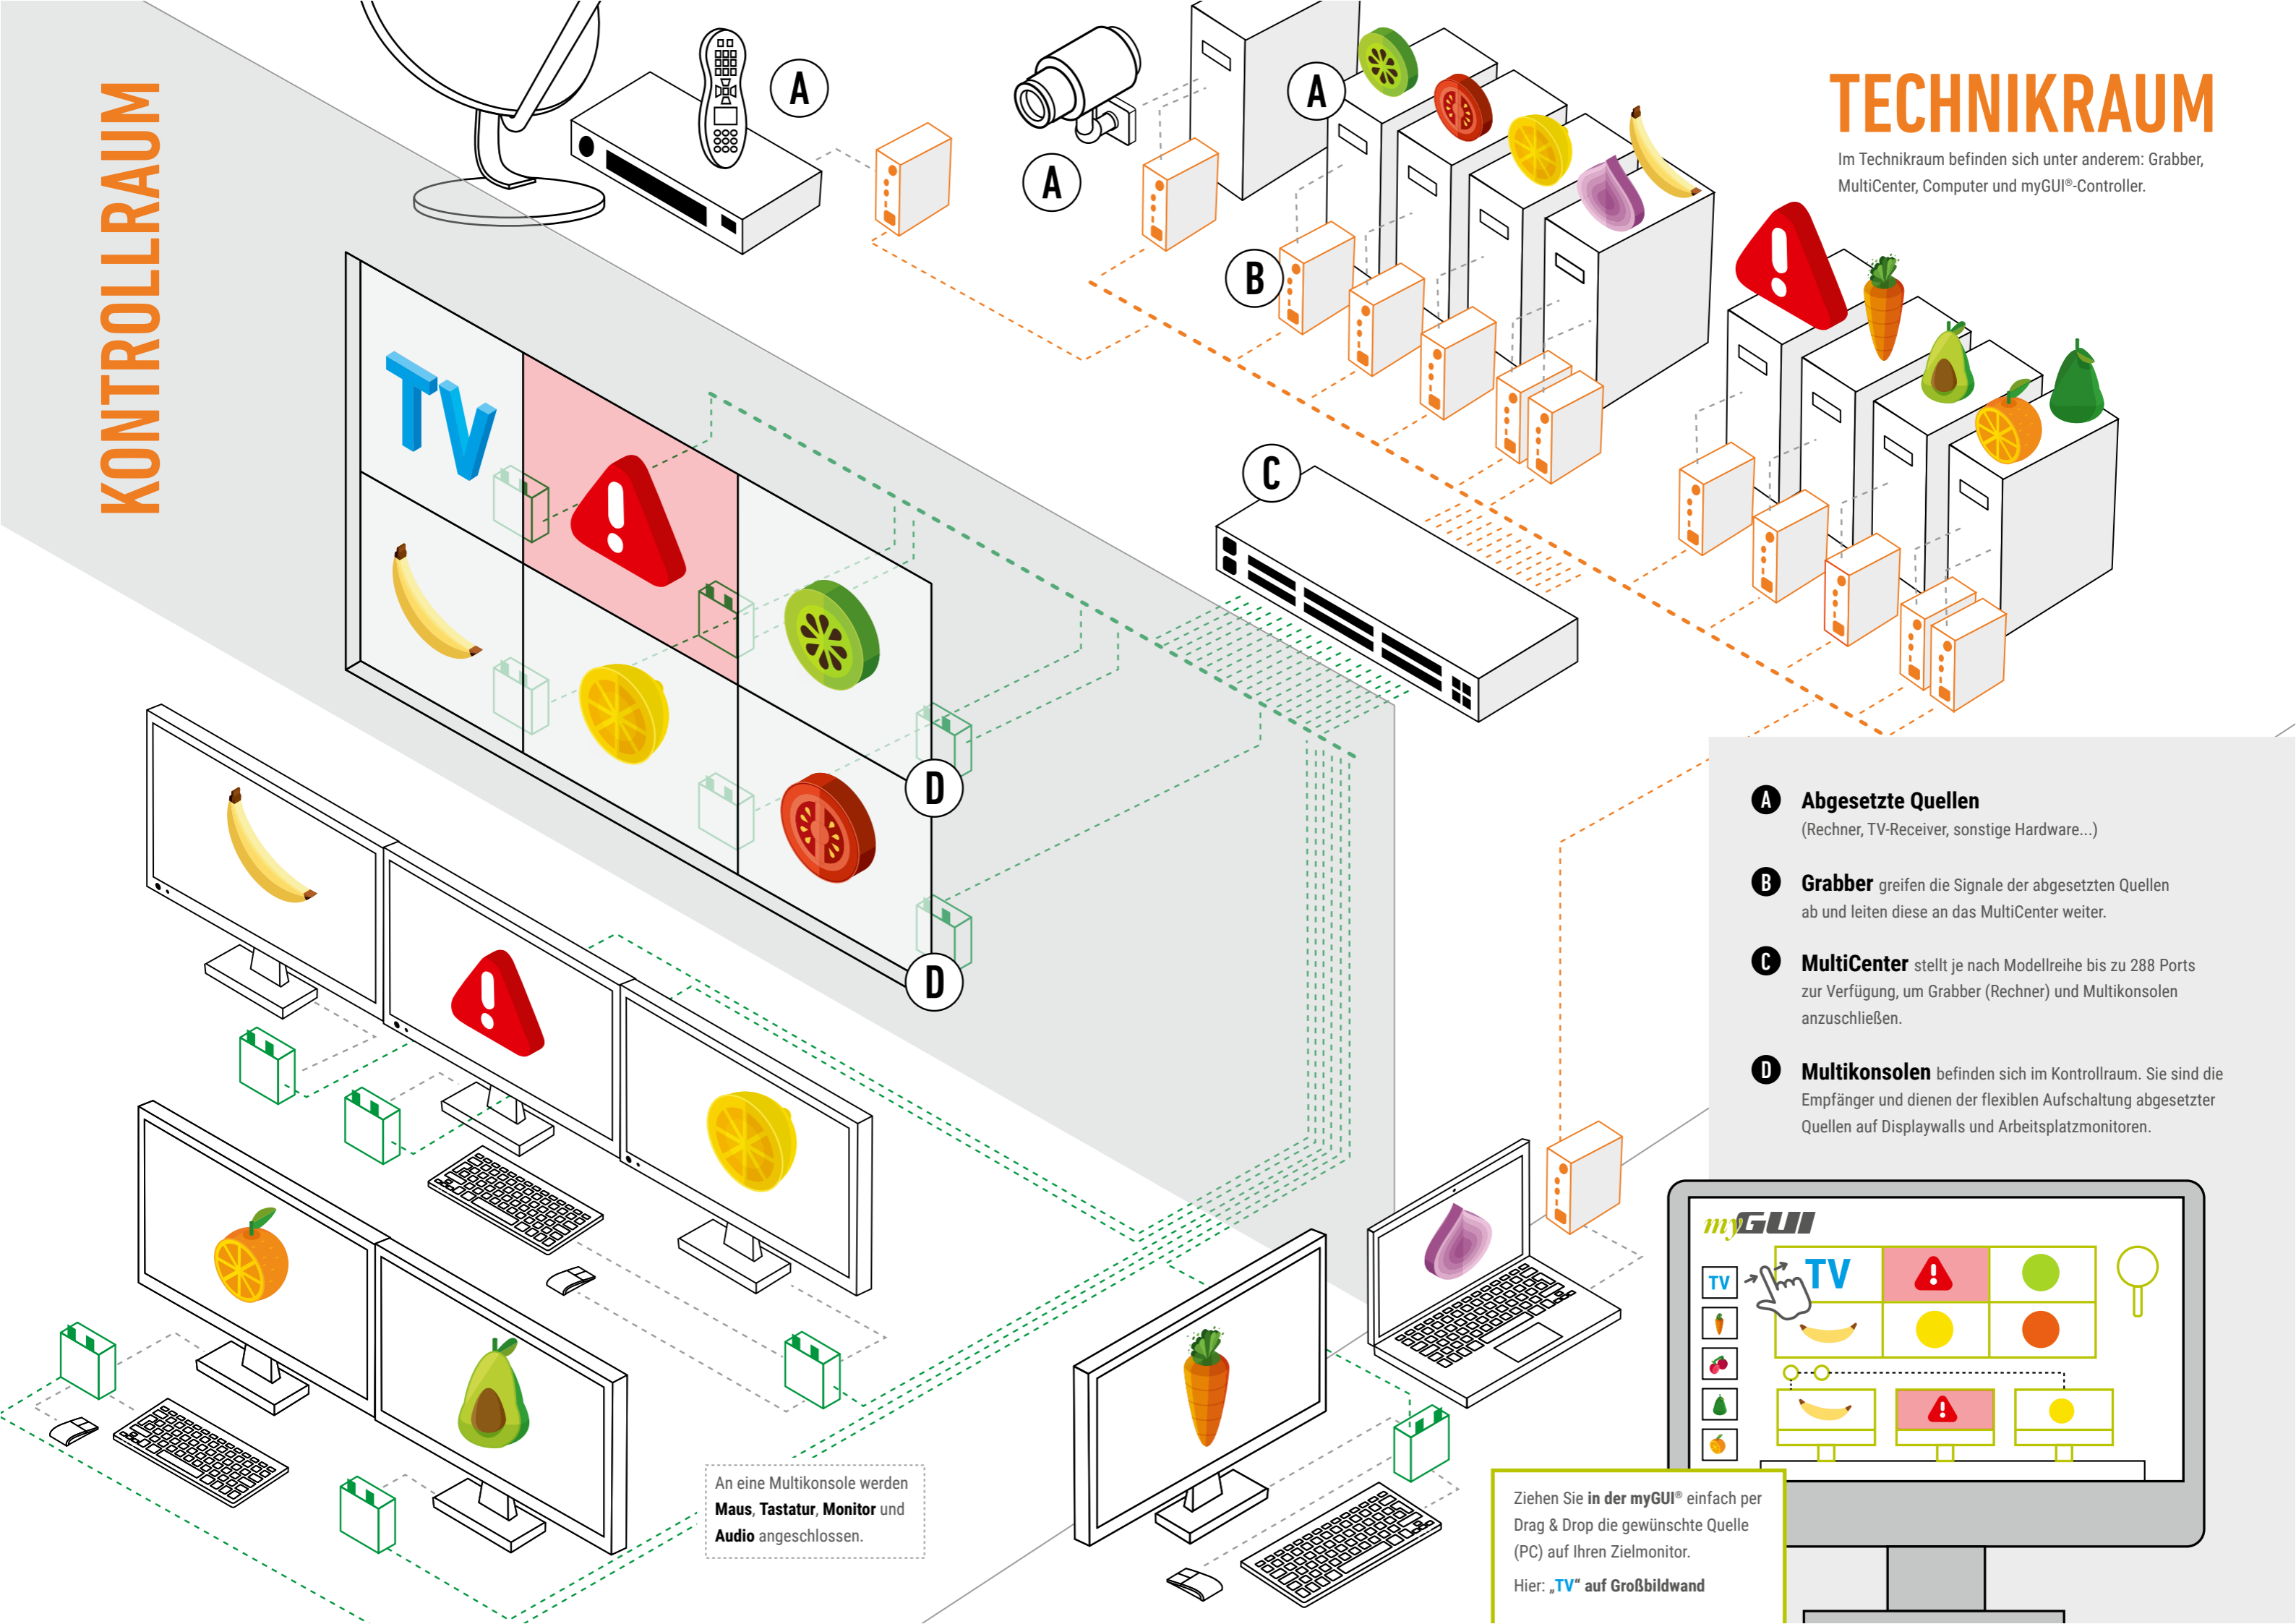 KONTROLLRAUM
A
A
A
B
C
D
D
TV
TECHNIKRAUM
Im Technikraum befinden sich unter anderem: Grabber,
MultiCenter, Computer und myGUI®-Controller.
A Abgesetzte Quellen
(Rechner, TV-Receiver, sonstige Hardware...)
B Grabber greifen die Signale der abgesetzten Quellen
ab und leiten diese an das MultiCenter weiter.
C MultiCenter stellt je nach Modellreihe bis zu 288 Ports
zur Verfügung, um Grabber (Rechner) und Multikonsolen
anzuschließen.
D Multikonsolen befinden sich im Kontrollraum. Sie sind die
Empfänger und dienen der flexiblen Aufschaltung abgesetzter
Quellen auf Displaywalls und Arbeitsplatzmonitoren.
myGUI
TV
TV
An eine Multikonsole werden
Maus, Tastatur, Monitor und
Audio angeschlossen.
Ziehen Sie in der myGUI® einfach per
Drag & Drop die gewünschte Quelle
(PC) auf Ihren Zielmonitor.
Hier: „TV“ auf Großbildwand